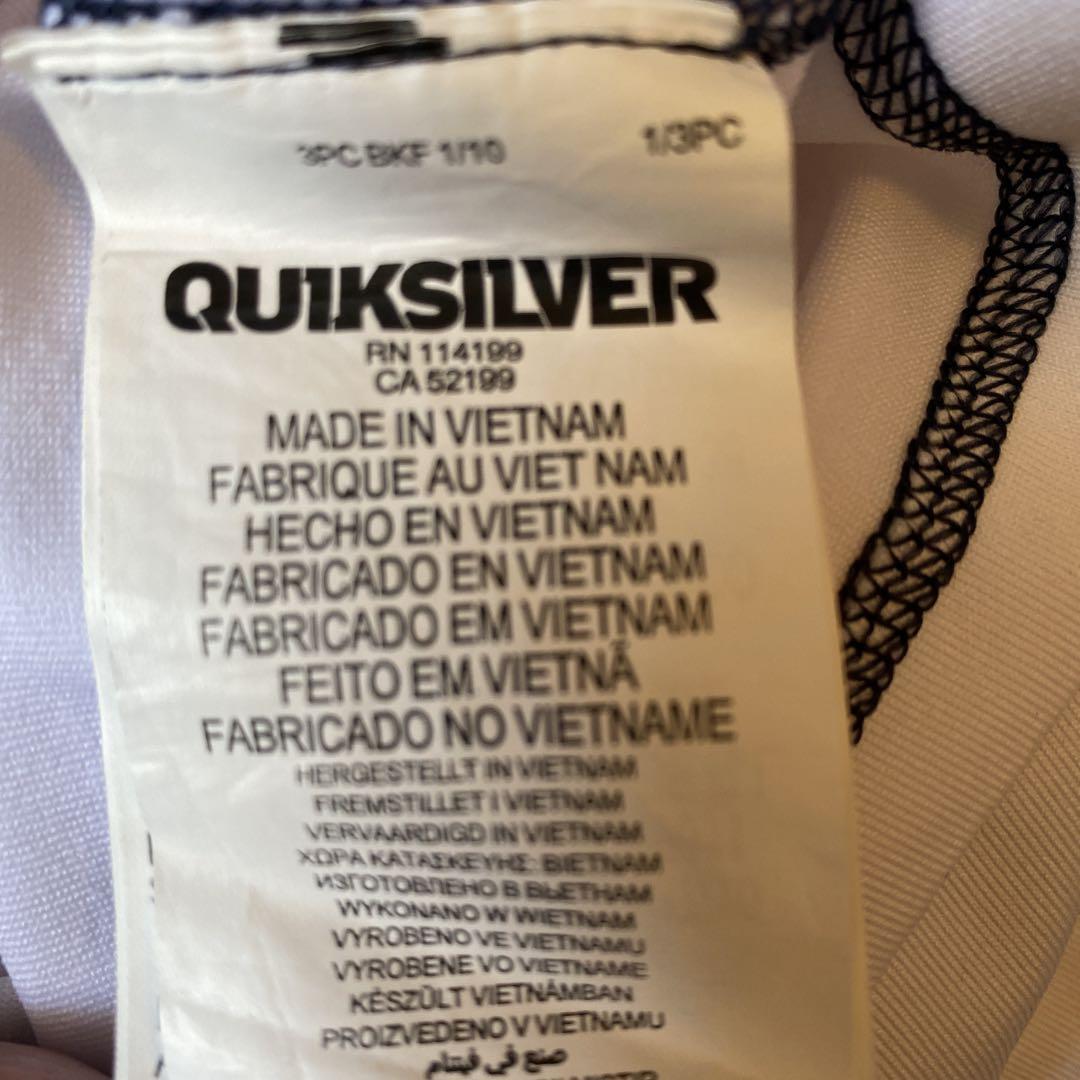 3PC BKF 1/10 1/3PC
QUIKSILVER
RN 114199
CA 52199
MADE IN VIETNAM
FABRIQUE AU VIET NAM
HECHO EN VIETNAM
FABRICADO EN VIETNAM
FABRICADO EM VIETNAM
FEITO EM VIETNÃ
FABRICADO NO VIETNAME
HERGESTELLT IN VIETNAM
FREMSTILLET I VIETNAM
VERVAARDIGD IN VIETNAM
ΧΩΡΑ ΚΑΤΑΣΚΕΥΗΣ: ΒΙΕΤΝΑΜ
ИЗГОТОВЛЕНО В ВЬЕТНАМ
WYKONANO W WIETNAM
VYROBENO VE VIETNAMU
VYROBENE VO VIETNAME
KÉSZÜLT VIETNÁMBAN
PROIZVEDENO V VIETNAMU
صنع في فيتنام